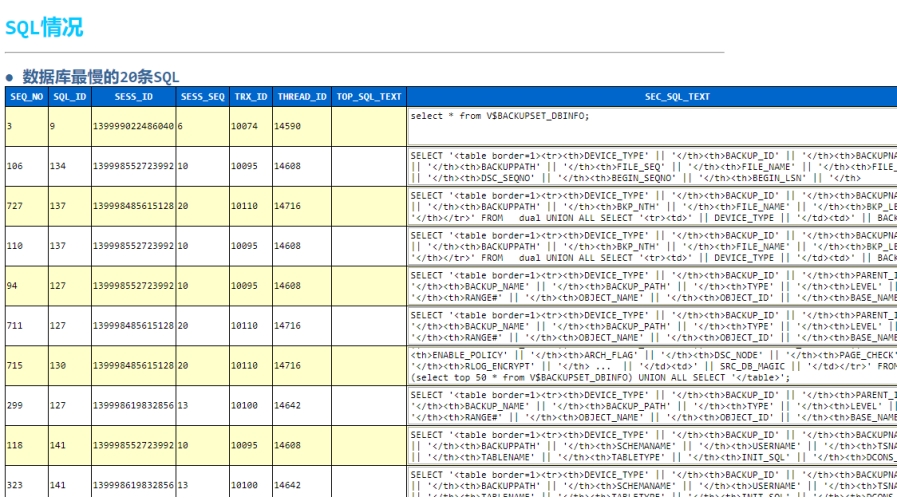 SQL情况
● 数据库最慢的20条SQL
SEQ_NO SQL_ID SESS_ID SESS_SEQ TRX_ID THREAD_ID TOP_SQL_TEXT SEC_SQL_TEXT
3 9 139999022486040 6 10074 14590 select * from V$BACKUPSET_DBINFO;
106 134 139998552723992 10 10095 14608 SELECT '<table border=1><tr><th>DEVICE_TYPE' || '</th><th>BACKUP_ID' || '</th><th>BACKUPNA
|| '</th><th>BACKUPPATH' || '</th><th>FILE_SEQ' || '</th><th>FILE_NAME' || '</th><th>FILE_
|| '</th><th>DSC_SEQNO' || '</th><th>BEGIN_SEQNO' || '</th><th>BEGIN_LSN' || '</th>
727 137 139998485615128 20 10110 14716 SELECT '<table border=1><tr><th>DEVICE_TYPE' || '</th><th>BACKUP_ID' || '</th><th>BACKUPNA
|| '</th><th>BACKUPPATH' || '</th><th>BKP_NTH' || '</th><th>FILE_NAME' || '</th><th>BKP_LE
'</th></tr>' FROM dual UNION ALL SELECT '<tr><td>' || DEVICE_TYPE || '</td><td>' || BACK
110 137 139998552723992 10 10095 14608 SELECT '<table border=1><tr><th>DEVICE_TYPE' || '</th><th>BACKUP_ID' || '</th><th>BACKUPNA
|| '</th><th>BACKUPPATH' || '</th><th>BKP_NTH' || '</th><th>FILE_NAME' || '</th><th>BKP_LE
'</th></tr>' FROM dual UNION ALL SELECT '<tr><td>' || DEVICE_TYPE || '</td><td>' || BACK
94 127 139998552723992 10 10095 14608 SELECT '<table border=1><tr><th>DEVICE_TYPE' || '</th><th>BACKUP_ID' || '</th><th>PARENT_I
'</th><th>BACKUP_NAME' || '</th><th>BACKUP_PATH' || '</th><th>TYPE' || '</th><th>LEVEL' ||
'</th><th>RANGE#' || '</th><th>OBJECT_NAME' || '</th><th>OBJECT_ID' || '</th><th>BASE_NAME
711 127 139998485615128 20 10110 14716 SELECT '<table border=1><tr><th>DEVICE_TYPE' || '</th><th>BACKUP_ID' || '</th><th>PARENT_I
'</th><th>BACKUP_NAME' || '</th><th>BACKUP_PATH' || '</th><th>TYPE' || '</th><th>LEVEL' ||
'</th><th>RANGE#' || '</th><th>OBJECT_NAME' || '</th><th>OBJECT_ID' || '</th><th>BASE_NAME
715 130 139998485615128 20 10110 14716 <th>ENABLE_POLICY' || '</th><th>ARCH_FLAG' || '</th><th>DSC_NODE' || '</th><th>PAGE_CHECK'
'</th><th>RLOG_ENCRYPT' || '</th> ... || '</td><td>' || SRC_DB_MAGIC || '</td></tr>' FROM
(select top 50 * from V$BACKUPSET_DBINFO) UNION ALL SELECT '</table>';
299 127 139998619832856 13 10100 14642 SELECT '<table border=1><tr><th>DEVICE_TYPE' || '</th><th>BACKUP_ID' || '</th><th>PARENT_I
'</th><th>BACKUP_NAME' || '</th><th>BACKUP_PATH' || '</th><th>TYPE' || '</th><th>LEVEL' ||
'</th><th>RANGE#' || '</th><th>OBJECT_NAME' || '</th><th>OBJECT_ID' || '</th><th>BASE_NAME
118 141 139998552723992 10 10095 14608 SELECT '<table border=1><tr><th>DEVICE_TYPE' || '</th><th>BACKUP_ID' || '</th><th>BACKUPNA
|| '</th><th>BACKUPPATH' || '</th><th>SCHEMANAME' || '</th><th>USERNAME' || '</th><th>TSNA
|| '</th><th>TABLENAME' || '</th><th>TABLETYPE' || '</th><th>INIT_SQL' || '</th><th>DCONS_
323 141 139998619832856 13 10100 14642 SELECT '<table border=1><tr><th>DEVICE_TYPE' || '</th><th>BACKUP_ID' || '</th><th>BACKUPNA
|| '</th><th>BACKUPPATH' || '</th><th>SCHEMANAME' || '</th><th>USERNAME' || '</th><th>TSNA